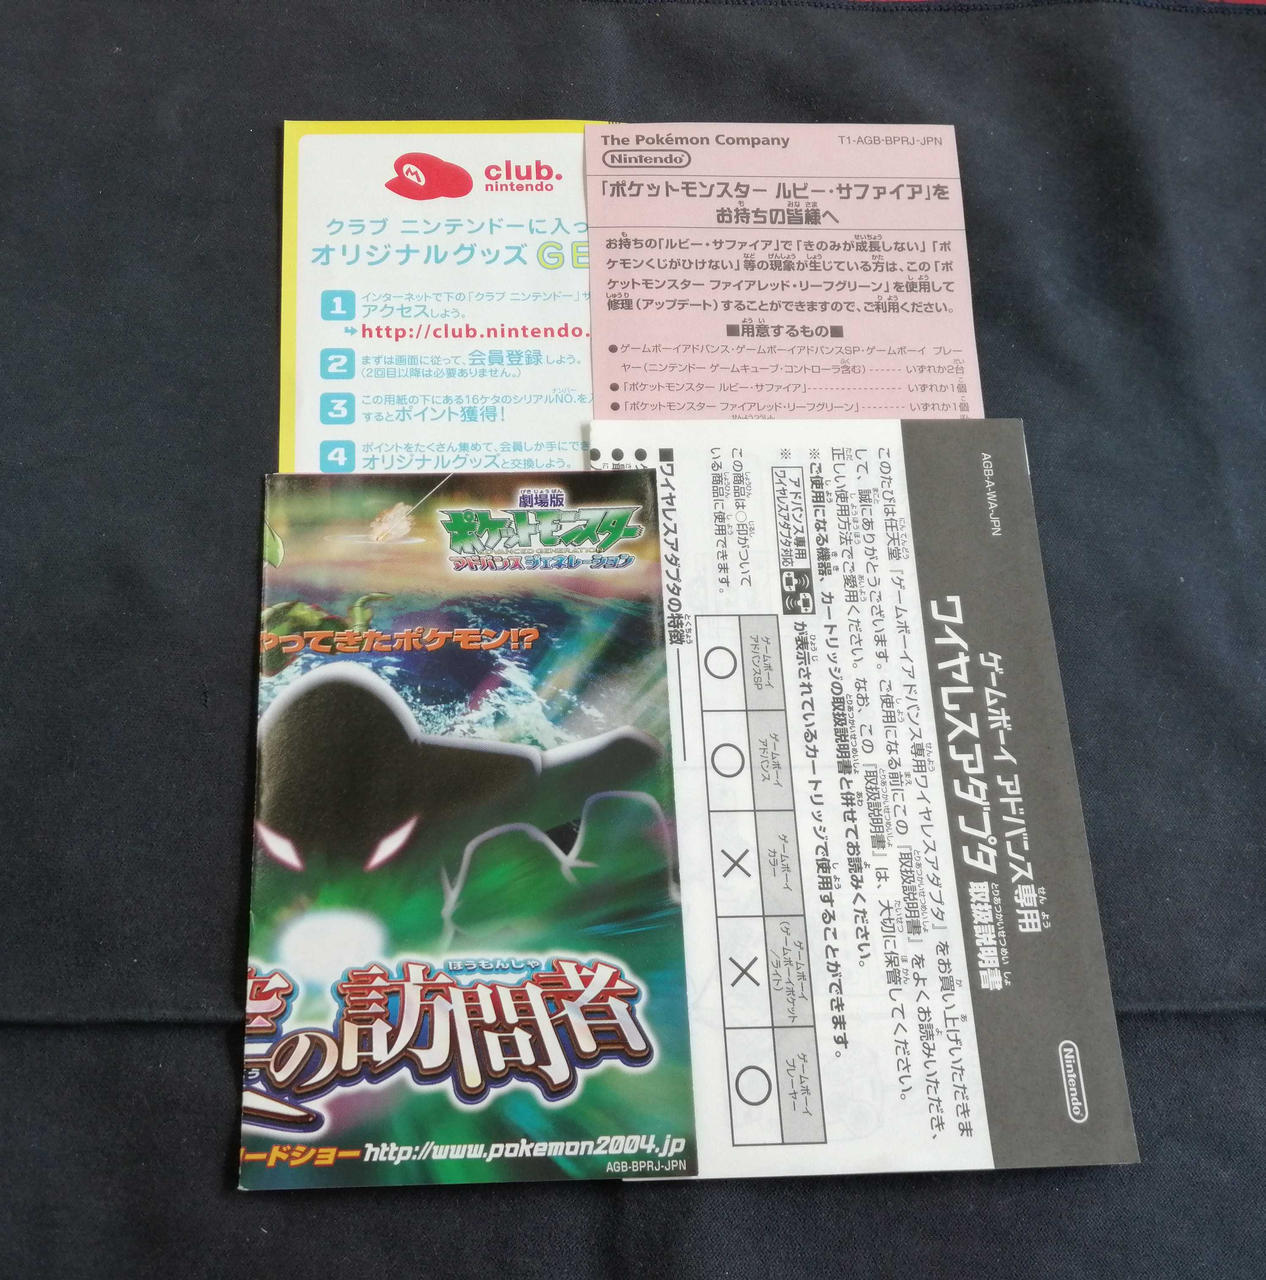 club.
nintendo
クラブ ニンテンドーに入っ
オリジナルグッズ GE
1
インターネットで下の「クラブ ニンテンドー」サ
アクセスしよう。
http://club.nintendo.
2
まずは画面に従って、会員登録しよう。
(2回目以降は必要ありません。)
3
この用紙の下にある16ケタのシリアルNO.を入
するとポイント獲得!
4
ポイントをたくさん集めて、会員しか手にでき
オリジナルグッズと交換しよう。
The Pokémon Company
T1-AGB-BPRJ-JPN
Nintendo
「ポケットモンスター ルビー・サファイア」を
お持ちの皆様へ
お持ちの「ルビー・サファイア」で「きのみが成長しない」「ポ
ケモンくじがひけない」等の現象が生じている方は、この「ポ
ケットモンスター ファイアレッド・リーフグリーン」を使用して
修理(アップデート)することができますので、ご利用ください。
■用意するもの■
●ゲームボーイアドバンス・ゲームボーイアドバンスSP・ゲームボーイ プレー
ヤー(ニンテンドー ゲームキューブ・コントローラ含む)-------いずれか2台
●「ポケットモンスター ルビー・サファイア」-------いずれか1個
●「ポケットモンスター ファイアレッド・リーフグリーン」-------いずれか1個
AGB-A-WA-JPN
ゲームボーイ アドバンス専用
ワイヤレスアダプタ 取扱説明書
Nintendo
このたびは任天堂『ゲームボーイアドバンス専用ワイヤレスアダプタ』をお買い上げいただきま
して、誠にありがとうございます。ご使用になる前にこの『取扱説明書』をよくお読みいただき、
正しい使用方法でご愛用ください。なお、この『取扱説明書』は、大切に保管してください。
※ご使用になる機器、カートリッジの取扱説明書と併せてお読みください。
※
アドバンス専用
ワイヤレスアダプタ対応
が表示されているカートリッジで使用することができます。
この商品は○印がついて
いる商品に使用できます。
ゲームボーイ
アドバンスSP
ゲームボーイ
アドバンス
ゲームボーイ
カラー
ゲームボーイ
(ゲームボーイポケット
/ライト)
ゲームボーイ
プレーヤー
○
○
×
×
○
■ワイヤレスアダプタの特徴
劇場版
ポケットモンスター
ADVANCED GENERATION
アドバンスジェネレーション
やってきたポケモン!?
の訪問者
ほうもんしゃ
ードショー http://www.pokemon2004.jp
AGB-BPRJ-JPN